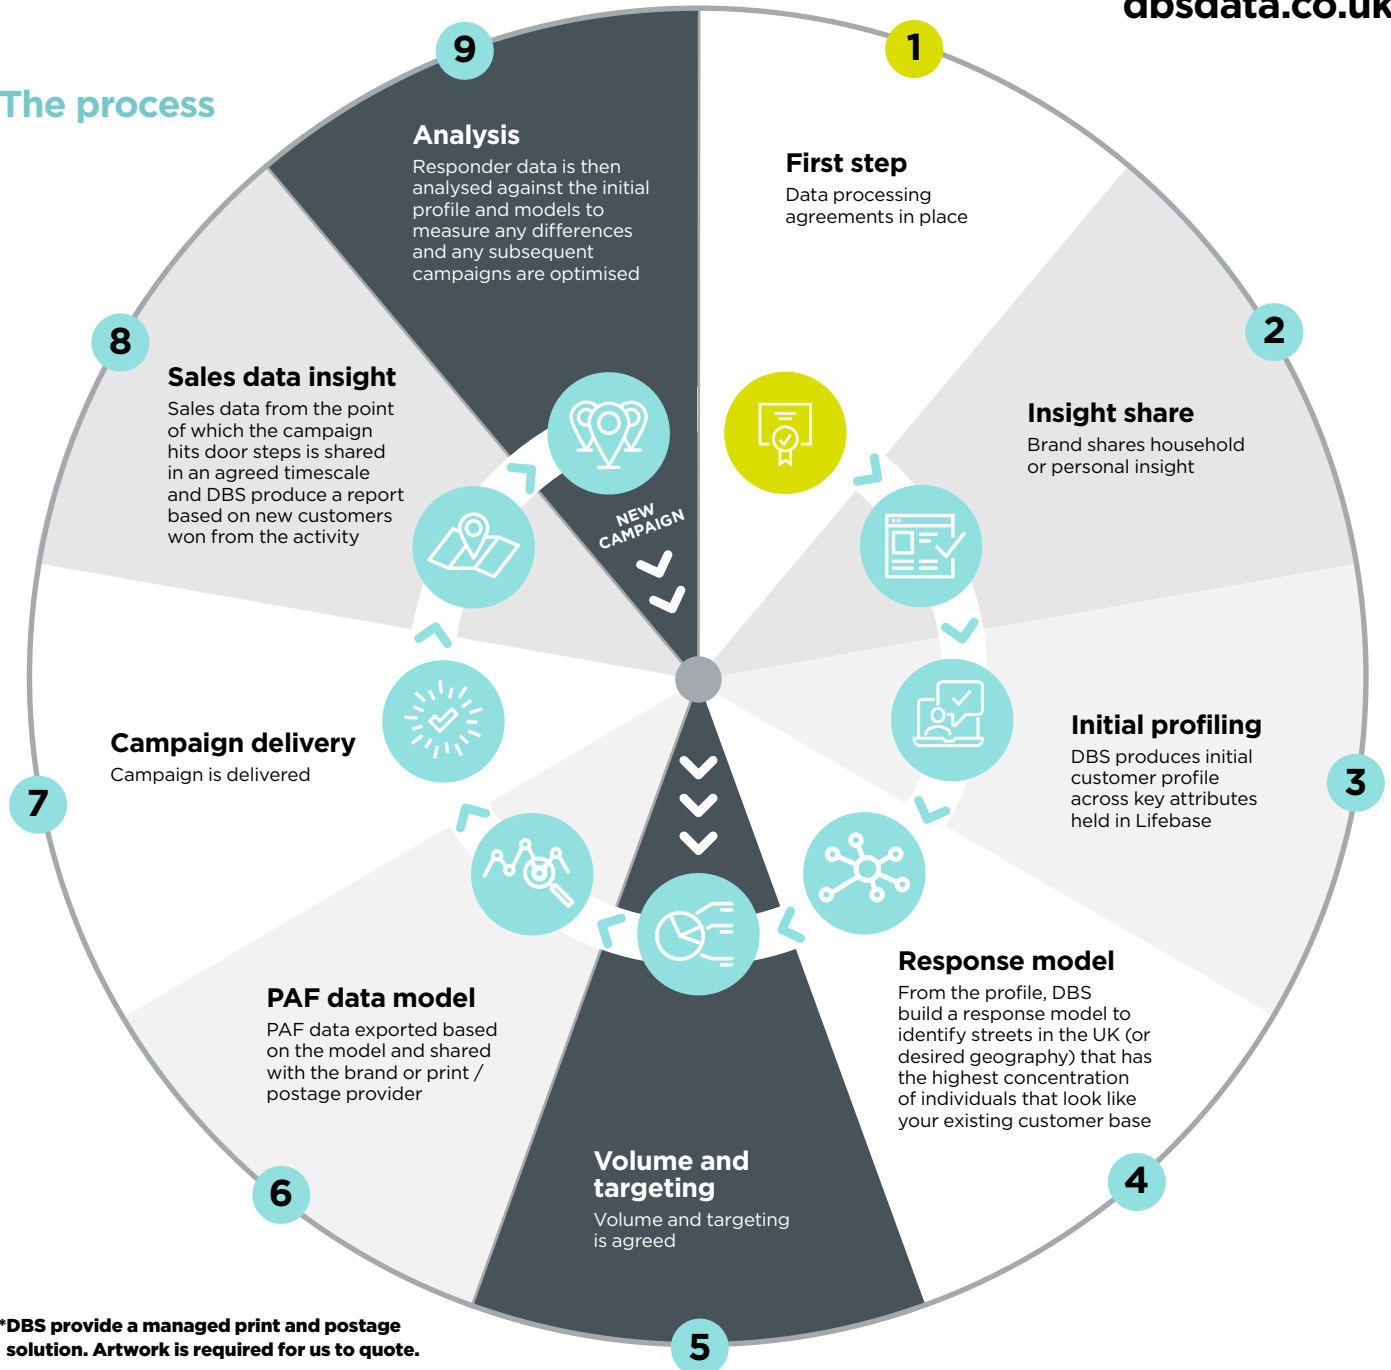 dbsdata.co.uk
The process
1
First step
Data processing
agreements in place
2
Insight share
Brand shares household
or personal insight
3
Initial profiling
DBS produces initial
customer profile
across key attributes
held in Lifebase
4
Response model
From the profile, DBS
build a response model to
identify streets in the UK (or
desired geography) that has
the highest concentration
of individuals that look like
your existing customer base
5
Volume and
targeting
Volume and targeting
is agreed
6
PAF data model
PAF data exported based
on the model and shared
with the brand or print /
postage provider
7
Campaign delivery
Campaign is delivered
8
Sales data insight
Sales data from the point
of which the campaign
hits door steps is shared
in an agreed timescale
and DBS produce a report
based on new customers
won from the activity
9
Analysis
Responder data is then
analysed against the initial
profile and models to
measure any differences
and any subsequent
campaigns are optimised
NEW
CAMPAIGN
*DBS provide a managed print and postage
solution. Artwork is required for us to quote.